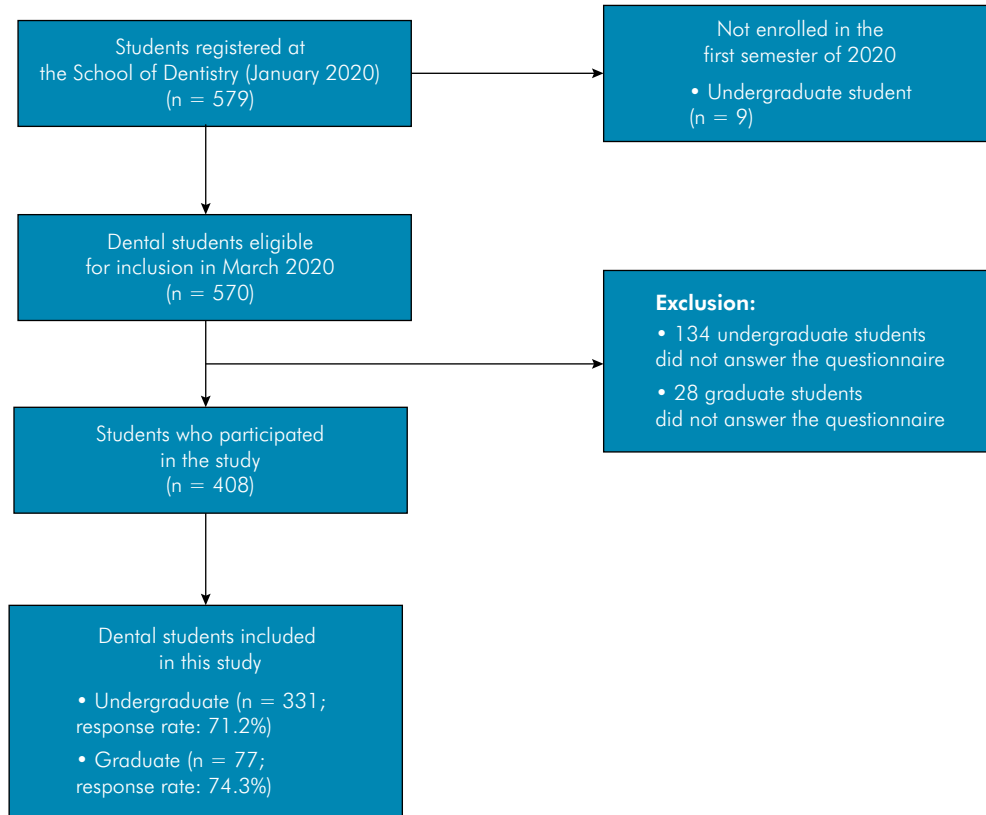 Students registered at
the School of Dentistry (January 2020)
(n = 579)
Not enrolled in the
first semester of 2020
• Undergraduate student
(n = 9)
Dental students eligible
for inclusion in March 2020
(n = 570)
Exclusion:
• 134 undergraduate students
did not answer the questionnaire
• 28 graduate students
did not answer the questionnaire
Students who participated
in the study
(n = 408)
Dental students included
in this study
• Undergraduate (n = 331;
response rate: 71.2%)
• Graduate (n = 77;
response rate: 74.3%)